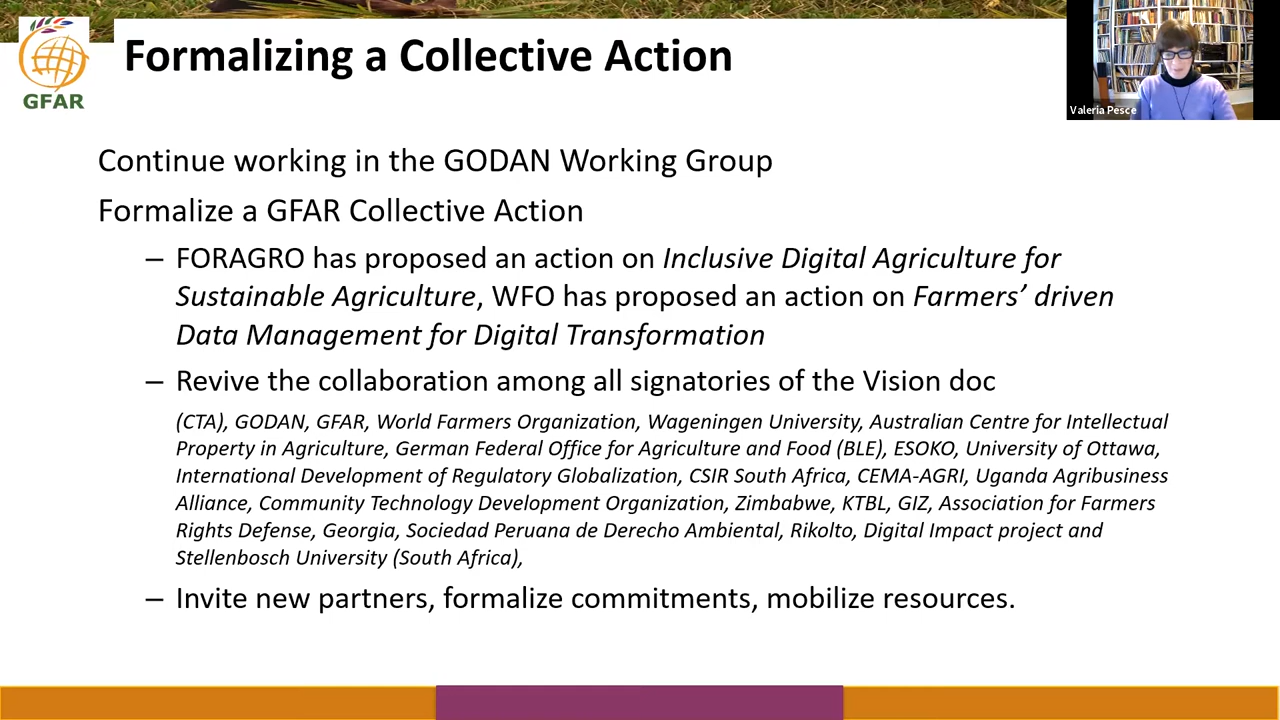 GFAR
Formalizing a Collective Action
Valeria Pesce
Continue working in the GODAN Working Group
Formalize a GFAR Collective Action
– FORAGRO has proposed an action on Inclusive Digital Agriculture for
Sustainable Agriculture, WFO has proposed an action on Farmers’ driven
Data Management for Digital Transformation
– Revive the collaboration among all signatories of the Vision doc
(CTA), GODAN, GFAR, World Farmers Organization, Wageningen University, Australian Centre for Intellectual
Property in Agriculture, German Federal Office for Agriculture and Food (BLE), ESOKO, University of Ottawa,
International Development of Regulatory Globalization, CSIR South Africa, CEMA-AGRI, Uganda Agribusiness
Alliance, Community Technology Development Organization, Zimbabwe, KTBL, GIZ, Association for Farmers
Rights Defense, Georgia, Sociedad Peruana de Derecho Ambiental, Rikolto, Digital Impact project and
Stellenbosch University (South Africa),
– Invite new partners, formalize commitments, mobilize resources.